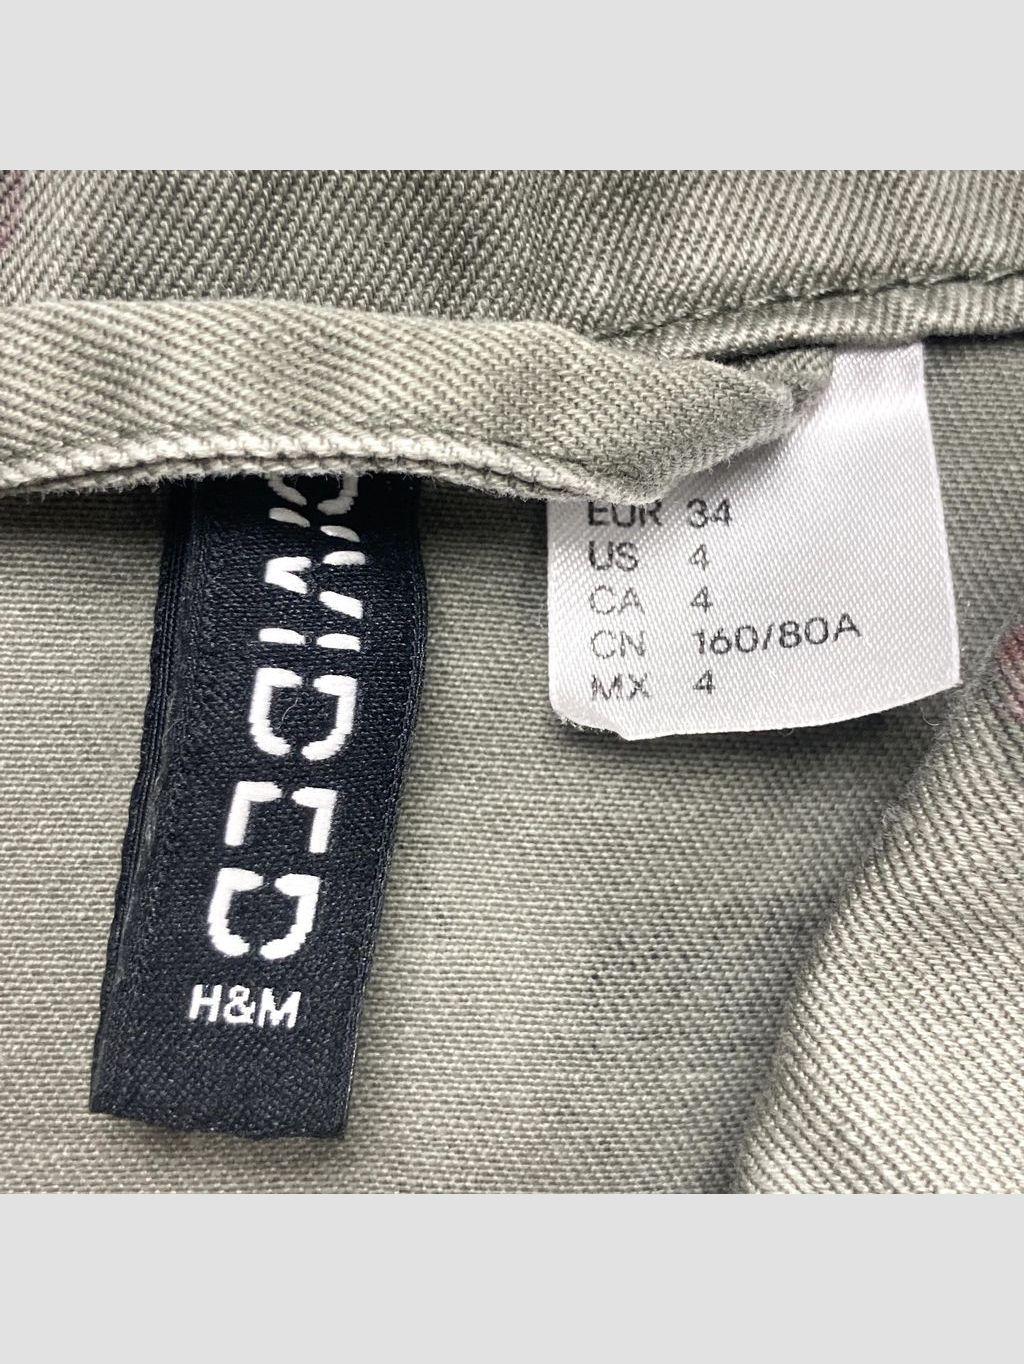 DIVIDED
H&M
EUR 34
US 4
CA 4
CN 160/80A
MX 4